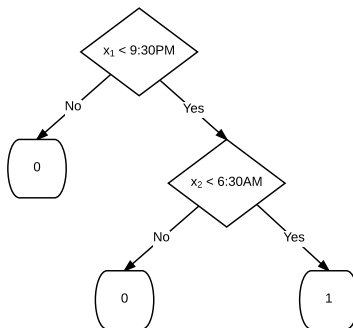 x₁ < 9:30PM
No
Yes
0
x₂ < 6:30AM
No
Yes
0
1